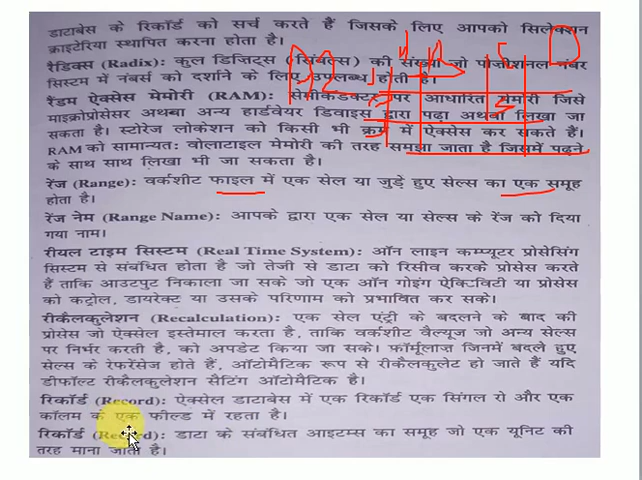 डाटाबेस के रिकॉर्ड को सर्च करते हैं जिसके लिए आपको सिलेक्शन
क्राइटेरिया स्थापित करना होता है।
रैडिक्स (Radix): कुल डिजिट्स (सिंबल्स) की संख्या जो पोजीशनल नंबर
सिस्टम में नंबर्स को दर्शाने के लिए उपलब्ध होती है।
रैंडम ऐक्सेस मेमोरी (RAM): सेमीकंडक्टर पर आधारित मेमोरी जिसे
माइक्रोप्रोसेसर अथवा अन्य हार्डवेयर डिवाइस द्वारा पढ़ा अथवा लिखा जा
सकता है। स्टोरेज लोकेशन को किसी भी क्रम में ऐक्सेस कर सकते हैं।
RAM को सामान्यत: वोलाटाइल मेमोरी की तरह समझा जाता है जिसमें पढ़ने
के साथ साथ लिखा भी जा सकता है।
रेंज (Range): वर्कशीट फाइल में एक सेल या जुड़े हुए सेल्स का एक समूह
होता है।
रेंज नेम (Range Name): आपके द्वारा एक सेल या सेल्स के रेंज को दिया
गया नाम।
रीयल टाइम सिस्टम (Real Time System): ऑन लाइन कम्प्यूटर प्रोसेसिंग
सिस्टम से संबंधित होता है जो तेजी से डाटा को रिसीव करके प्रोसेस करते
हैं ताकि आउटपुट निकाला जा सके जो एक ऑन गोइंग ऐक्टिविटी या प्रोसेस
को कंट्रोल, डायरेक्ट या उसके परिणाम को प्रभावित कर सके।
रीकैलकुलेशन (Recalculation): एक सेल एंट्री के बदलने के बाद की
प्रोसेस जो ऐक्सेल इस्तेमाल करता है, ताकि वर्कशीट वैल्यूज जो अन्य सेल्स
पर निर्भर करती है, को अपडेट किया जा सके। फॉर्मूलाज जिनमें बदले हुए
सेल्स के रेफरेंसेज होते हैं, ऑटोमैटिक रूप से रीकैलकुलेट हो जाते हैं यदि
डीफॉल्ट रीकैलकुलेशन सैटिंग ऑटोमैटिक है।
रिकॉर्ड (Record): ऐक्सेल डाटाबेस में एक रिकॉर्ड एक सिंगल रो और एक
कॉलम के एक फील्ड में रहता है।
रिकॉर्ड (Record): डाटा के संबंधित आइटम्स का समूह जो एक यूनिट की
तरह माना जाता है।